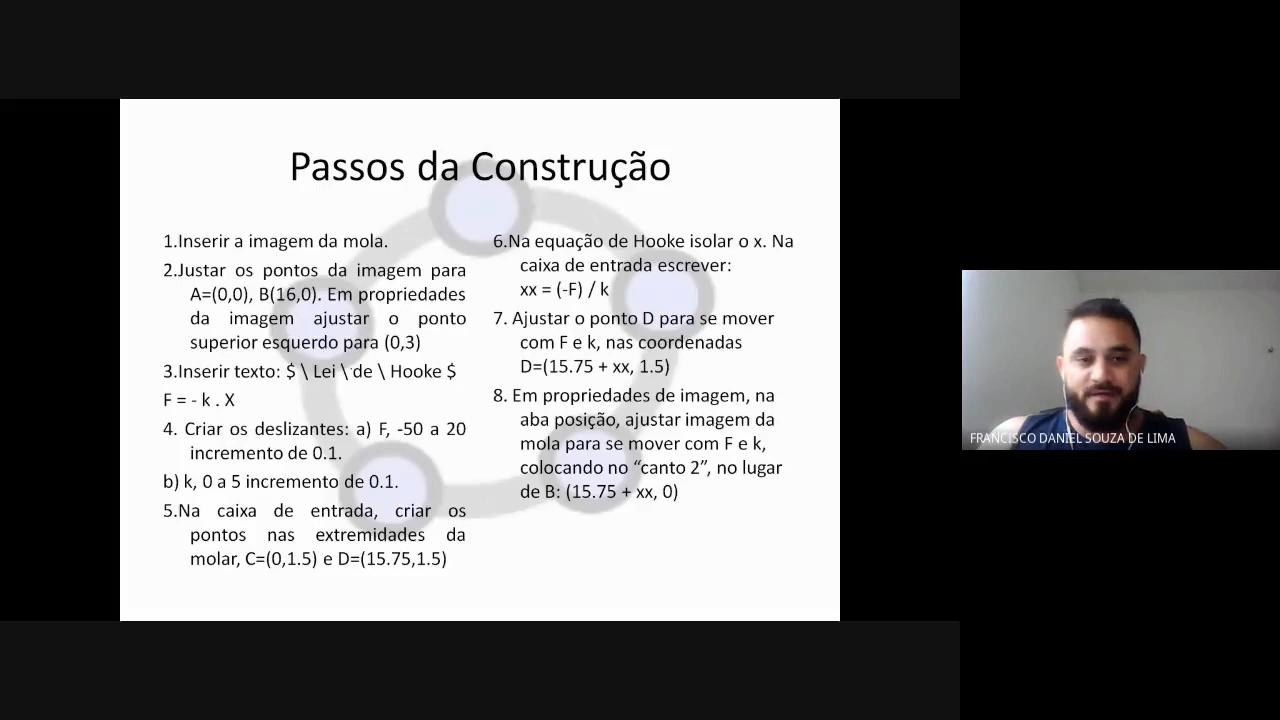 Passos da Construção
1.Inserir a imagem da mola.
2.Justar os pontos da imagem para
A=(0,0), B(16,0). Em propriedades
da imagem ajustar o ponto
superior esquerdo para (0,3)
3.Inserir texto: $ \ Lei \ de \ Hooke $
F = - k . X
4. Criar os deslizantes: a) F, -50 a 20
incremento de 0.1.
b) k, 0 a 5 incremento de 0.1.
5.Na caixa de entrada, criar os
pontos nas extremidades da
molar, C=(0,1.5) e D=(15.75,1.5)
6.Na equação de Hooke isolar o x. Na
caixa de entrada escrever:
xx = (-F) / k
7. Ajustar o ponto D para se mover
com F e k, nas coordenadas
D=(15.75 + xx, 1.5)
8. Em propriedades de imagem, na
aba posição, ajustar imagem da
mola para se mover com F e k,
colocando no “canto 2”, no lugar
de B: (15.75 + xx, 0)
FRANCISCO DANIEL SOUZA DE LIMA